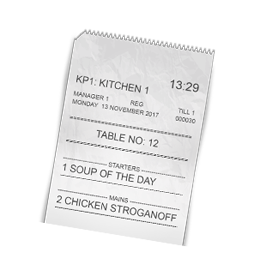 KP1: KITCHEN 1 13:29
MANAGER 1 REG TILL 1
MONDAY 13 NOVEMBER 2017 000030
TABLE NO: 12
STARTERS
1 SOUP OF THE DAY
MAINS
2 CHICKEN STROGANOFF